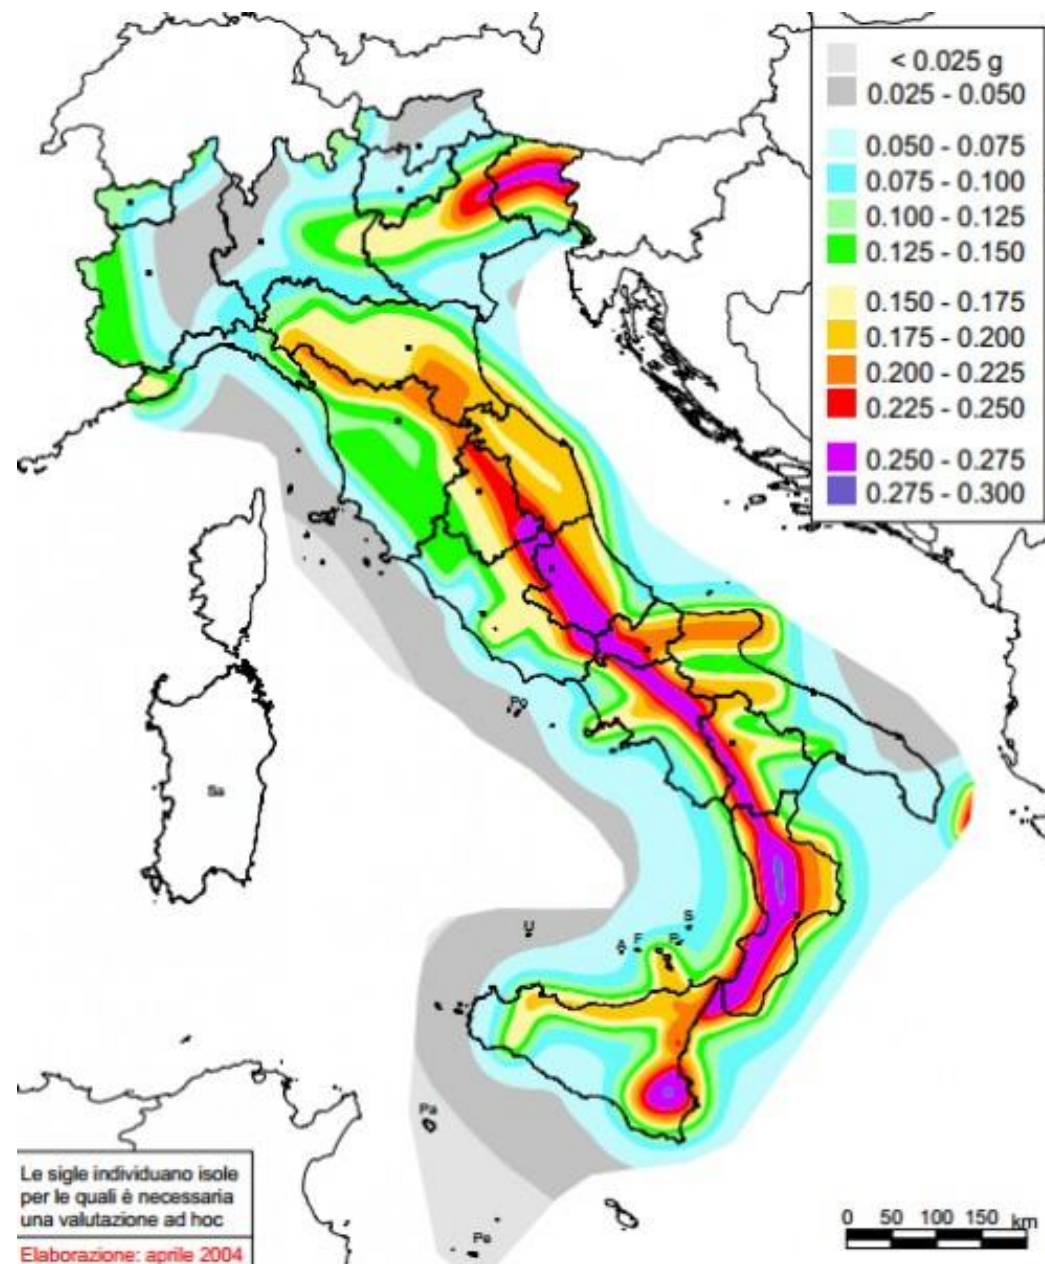 < 0.025 g
0.025 - 0.050
0.050 - 0.075
0.075 - 0.100
0.100 - 0.125
0.125 - 0.150
0.150 - 0.175
0.175 - 0.200
0.200 - 0.225
0.225 - 0.250
0.250 - 0.275
0.275 - 0.300
Po
Sa
S
U
A
F
P
Pa
Pe
Le sigle individuano isole
per le quali è necessaria
una valutazione ad hoc
Elaborazione: aprile 2004
0 50 100 150 km